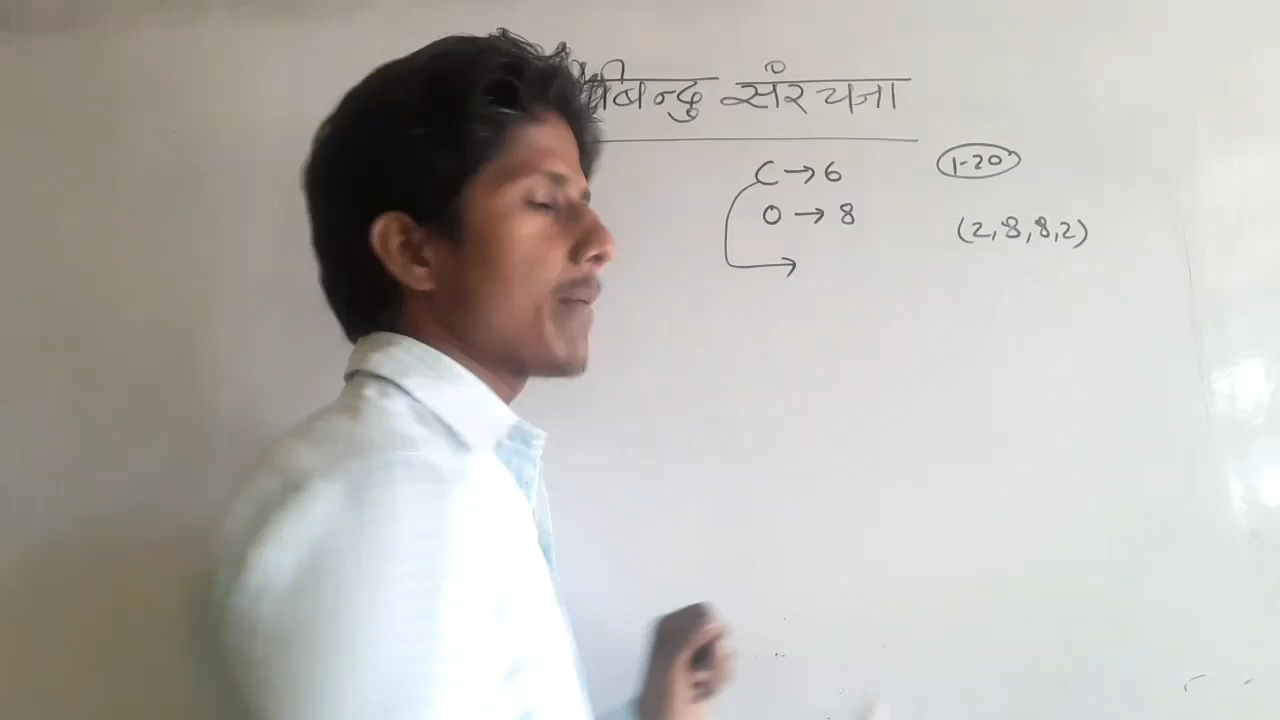 बिन्दु संरचना
C → 6
1-20
O → 8
(2,8,8,2)